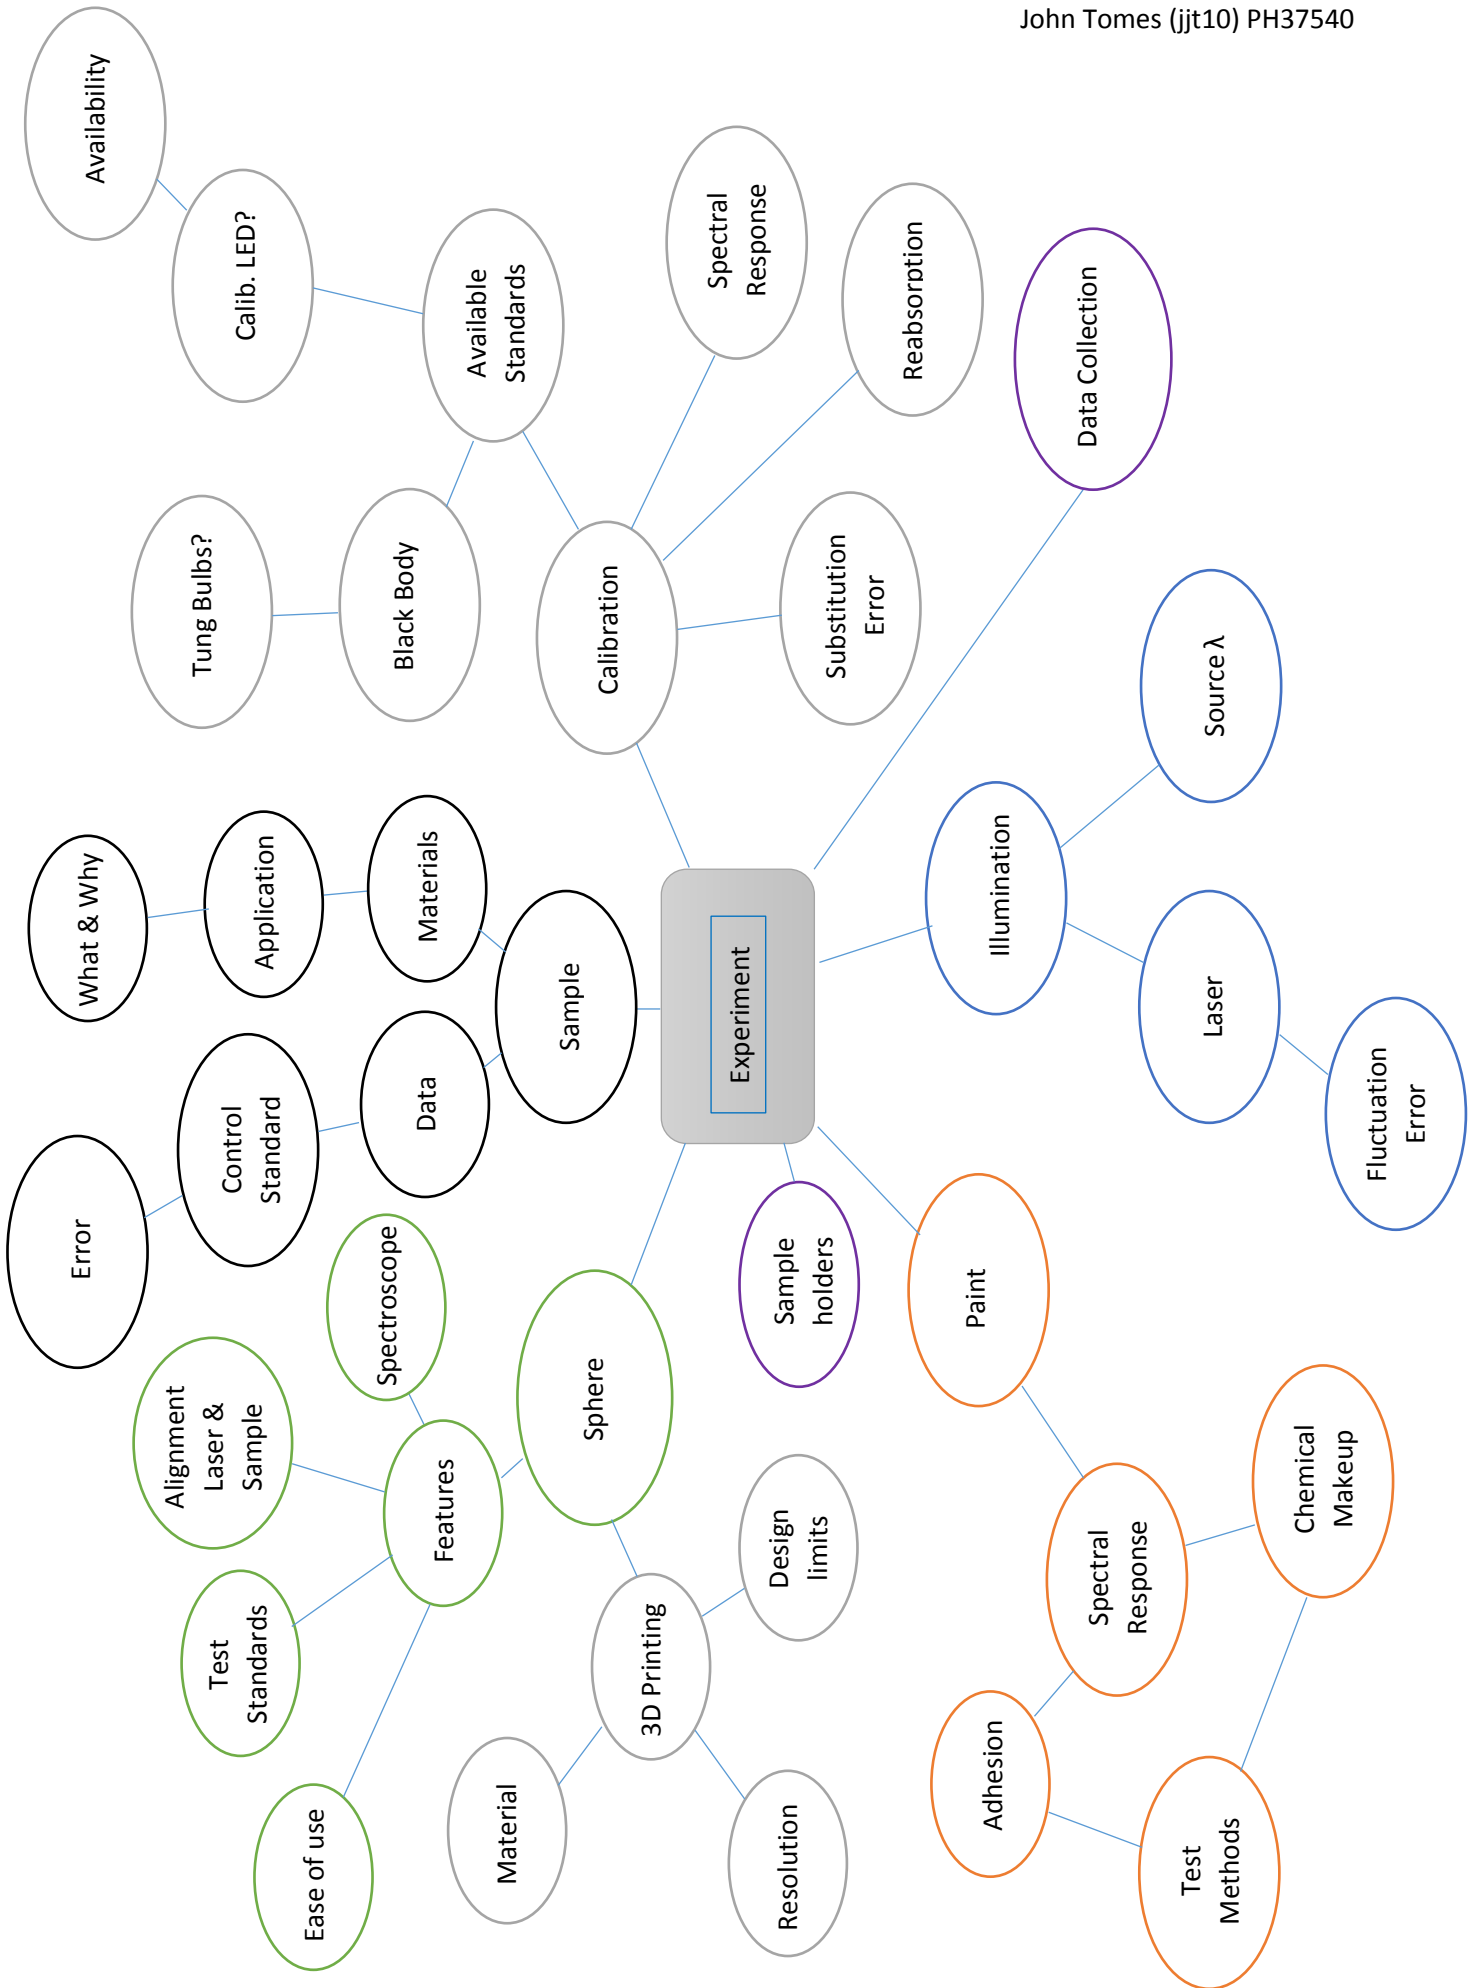 John Tomes (jjt10) PH37540
Availability
Calib. LED?
Available
Standards
Spectral
Response
Reabsorption
Data Collection
Tung Bulbs?
Black Body
Calibration
Substitution
Error
Source λ
What & Why
Application
Materials
Sample
Experiment
Illumination
Laser
Fluctuation
Error
Error
Control
Standard
Data
Spectroscope
Alignment
Laser &
Sample
Features
Sphere
Sample
holders
Paint
Test
Standards
Ease of use
3D Printing
Design
limits
Material
Resolution
Spectral
Response
Chemical
Makeup
Adhesion
Test
Methods